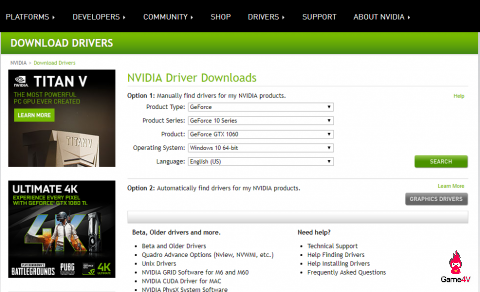 PLATFORMS DEVELOPERS COMMUNITY SHOP DRIVERS SUPPORT ABOUT NVIDIA
DOWNLOAD DRIVERS
NVIDIA > Download Drivers
NVIDIA
TITAN V
THE MOST POWERFUL
PC GPU EVER CREATED
LEARN MORE
ULTIMATE 4K
EXPERIENCE EVERY PIXEL
WITH GEFORCE® GTX 1080 Ti.
4K
PLAYERUNKNOWN'S
BATTLEGROUNDS
PUBG
4K
NVIDIA Driver Downloads
Option 1: Manually find drivers for my NVIDIA products.
Help
Product Type: GeForce
Product Series: GeForce 10 Series
Product: GeForce GTX 1060
Operating System: Windows 10 64-bit
Language: English (US)
SEARCH
Option 2: Automatically find drivers for my NVIDIA products.
Learn More
GRAPHICS DRIVERS
Beta, Older drivers and more.
• Beta and Older Drivers
• Quadro Advance Options (Nview, NVWMI, etc.)
• Unix Drivers
• NVIDIA GRID Software for M6 and M60
• NVIDIA CUDA Driver for MAC
• NVIDIA PhysX System Software
Need help?
• Technical Support
• Help Finding Drivers
• Help Installing Drivers
• Frequently Asked Questions
Game4V